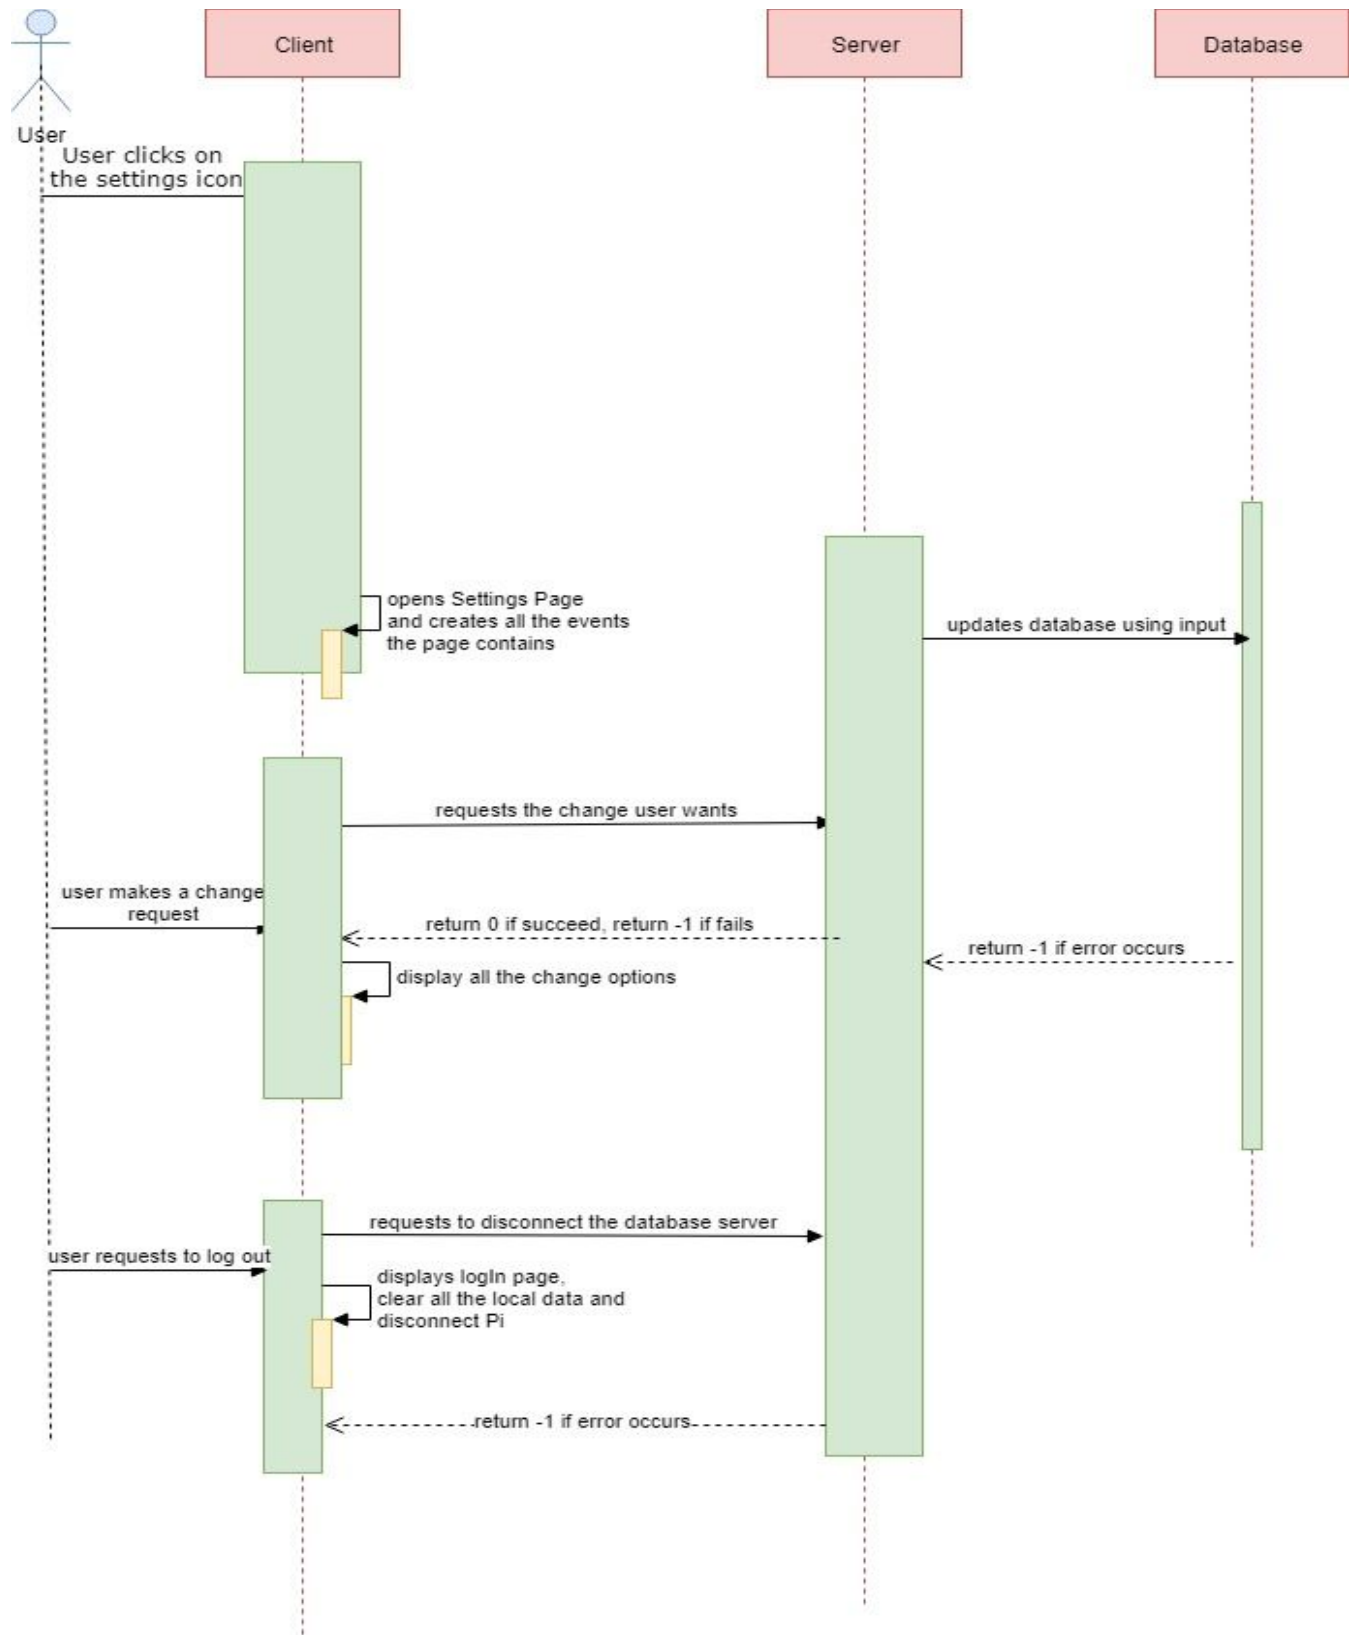 Client
Server
Database
User
User clicks on
the settings icon
opens Settings Page
and creates all the events
the page contains
updates database using input
requests the change user wants
user makes a change
request
return 0 if succeed, return -1 if fails
return -1 if error occurs
display all the change options
requests to disconnect the database server
user requests to log out
displays logIn page,
clear all the local data and
disconnect Pi
return -1 if error occurs